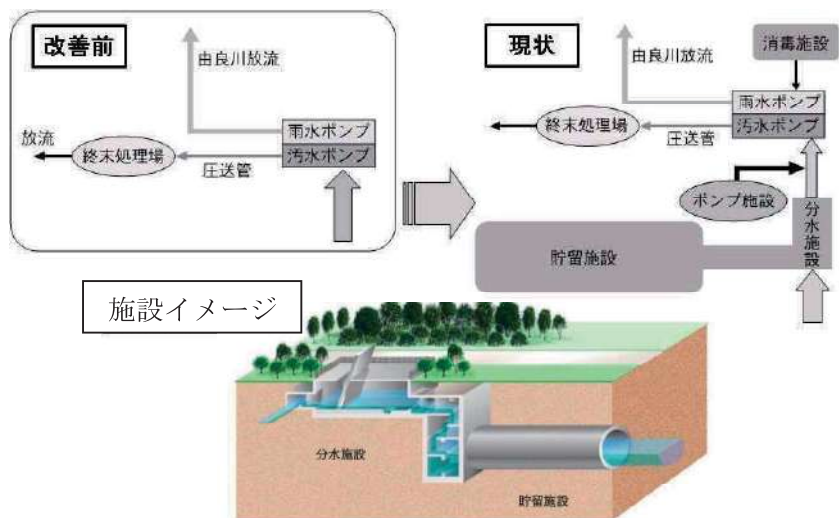 改善前
由良川放流
雨水ポンプ
汚水ポンプ
放流
終末処理場
圧送管
現状
消毒施設
由良川放流
雨水ポンプ
汚水ポンプ
終末処理場
圧送管
ポンプ施設
分水施設
貯留施設
施設イメージ
分水施設
貯留施設